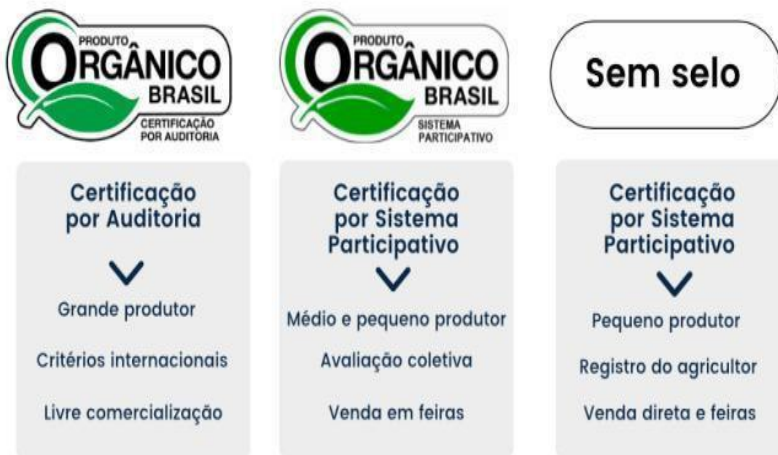 PRODUTO
ORGÂNICO
BRASIL
CERTIFICAÇÃO
POR AUDITORIA
PRODUTO
ORGÂNICO
BRASIL
SISTEMA
PARTICIPATIVO
Sem selo
Certificação
por Auditoria
Grande produtor
Critérios internacionais
Livre comercialização
Certificação
por Sistema
Participativo
Médio e pequeno produtor
Avaliação coletiva
Venda em feiras
Certificação
por Sistema
Participativo
Pequeno produtor
Registro do agricultor
Venda direta e feiras